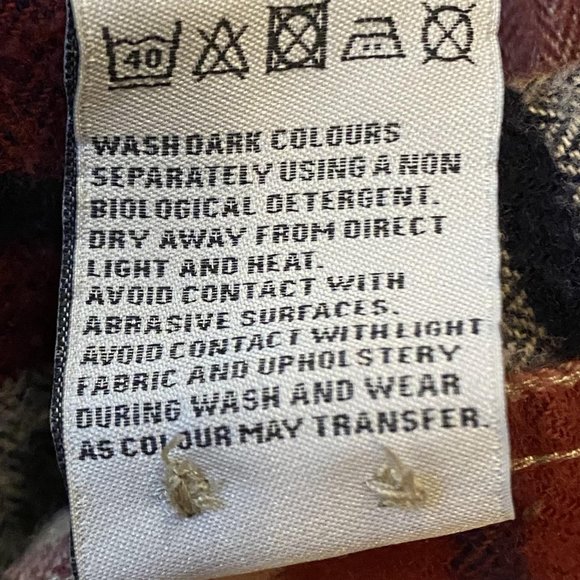 40
WASH DARK COLOURS
SEPARATELY USING A NON
BIOLOGICAL DETERGENT.
DRY AWAY FROM DIRECT
LIGHT AND HEAT.
AVOID CONTACT WITH
ABRASIVE SURFACES.
AVOID CONTACT WITH LIGHT
FABRIC AND UPHOLSTERY
DURING WASH AND WEAR
AS COLOUR MAY TRANSFER.